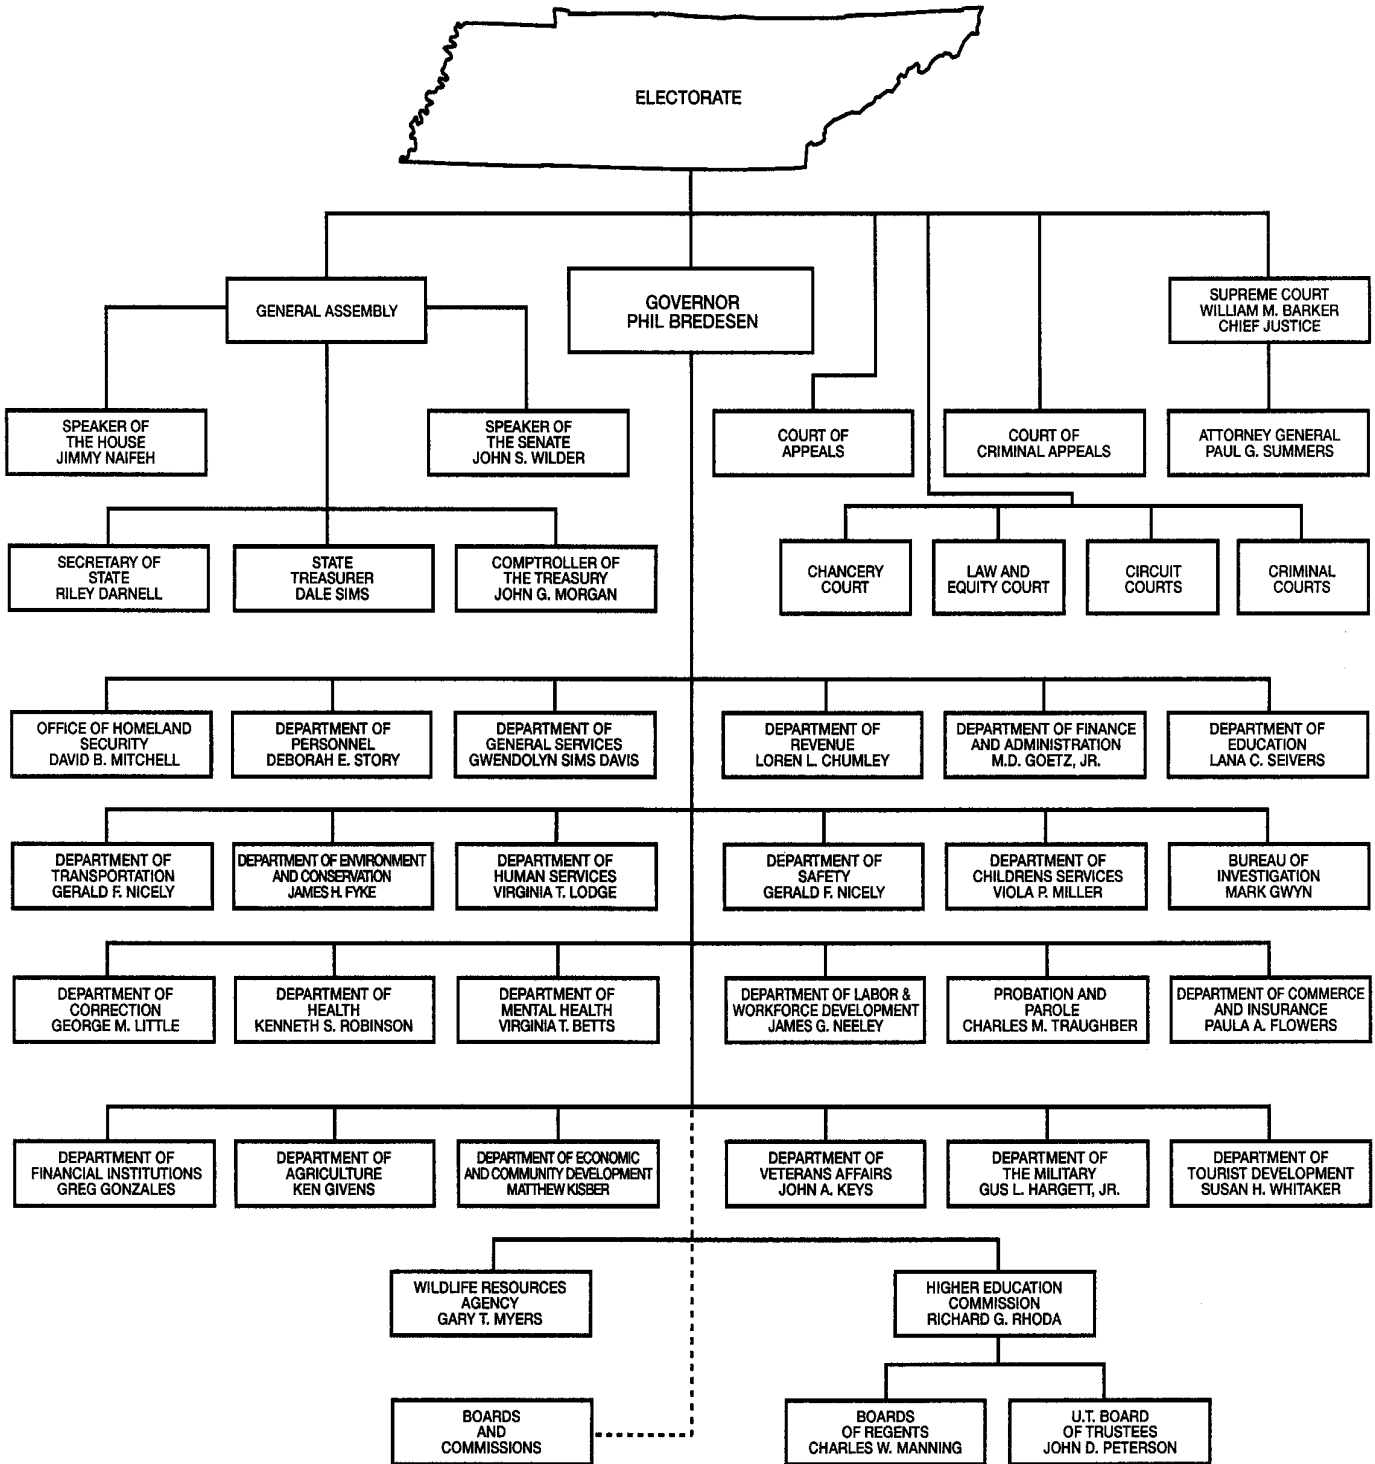 ELECTORATE
GENERAL ASSEMBLY
GOVERNOR
PHIL BREDESEN
SUPREME COURT
WILLIAM M. BARKER
CHIEF JUSTICE
SPEAKER OF
THE HOUSE
JIMMY NAIFEH
SPEAKER OF
THE SENATE
JOHN S. WILDER
COURT OF
APPEALS
COURT OF
CRIMINAL APPEALS
ATTORNEY GENERAL
PAUL G. SUMMERS
SECRETARY OF
STATE
RILEY DARNELL
STATE
TREASURER
DALE SIMS
COMPTROLLER OF
THE TREASURY
JOHN G. MORGAN
CHANCERY
COURT
LAW AND
EQUITY COURT
CIRCUIT
COURTS
CRIMINAL
COURTS
OFFICE OF HOMELAND
SECURITY
DAVID B. MITCHELL
DEPARTMENT OF
PERSONNEL
DEBORAH E. STORY
DEPARTMENT OF
GENERAL SERVICES
GWENDOLYN SIMS DAVIS
DEPARTMENT OF
REVENUE
LOREN L. CHUMLEY
DEPARTMENT OF FINANCE
AND ADMINISTRATION
M.D. GOETZ, JR.
DEPARTMENT OF
EDUCATION
LANA C. SEIVERS
DEPARTMENT OF
TRANSPORTATION
GERALD F. NICELY
DEPARTMENT OF ENVIRONMENT
AND CONSERVATION
JAMES H. FYKE
DEPARTMENT OF
HUMAN SERVICES
VIRGINIA T. LODGE
DEPARTMENT OF
SAFETY
GERALD F. NICELY
DEPARTMENT OF
CHILDRENS SERVICES
VIOLA P. MILLER
BUREAU OF
INVESTIGATION
MARK GWYN
DEPARTMENT OF
CORRECTION
GEORGE M. LITTLE
DEPARTMENT OF
HEALTH
KENNETH S. ROBINSON
DEPARTMENT OF
MENTAL HEALTH
VIRGINIA T. BETTS
DEPARTMENT OF LABOR &
WORKFORCE DEVELOPMENT
JAMES G. NEELEY
PROBATION AND
PAROLE
CHARLES M. TRAUGHBER
DEPARTMENT OF COMMERCE
AND INSURANCE
PAULA A. FLOWERS
DEPARTMENT OF
FINANCIAL INSTITUTIONS
GREG GONZALES
DEPARTMENT OF
AGRICULTURE
KEN GIVENS
DEPARTMENT OF ECONOMIC
AND COMMUNITY DEVELOPMENT
MATTHEW KISBER
DEPARTMENT OF
VETERANS AFFAIRS
JOHN A. KEYS
DEPARTMENT OF
THE MILITARY
GUS L. HARGETT, JR.
DEPARTMENT OF
TOURIST DEVELOPMENT
SUSAN H. WHITAKER
WILDLIFE RESOURCES
AGENCY
GARY T. MYERS
HIGHER EDUCATION
COMMISSION
RICHARD G. RHODA
BOARDS
AND
COMMISSIONS
BOARDS
OF REGENTS
CHARLES W. MANNING
U.T. BOARD
OF TRUSTEES
JOHN D. PETERSON